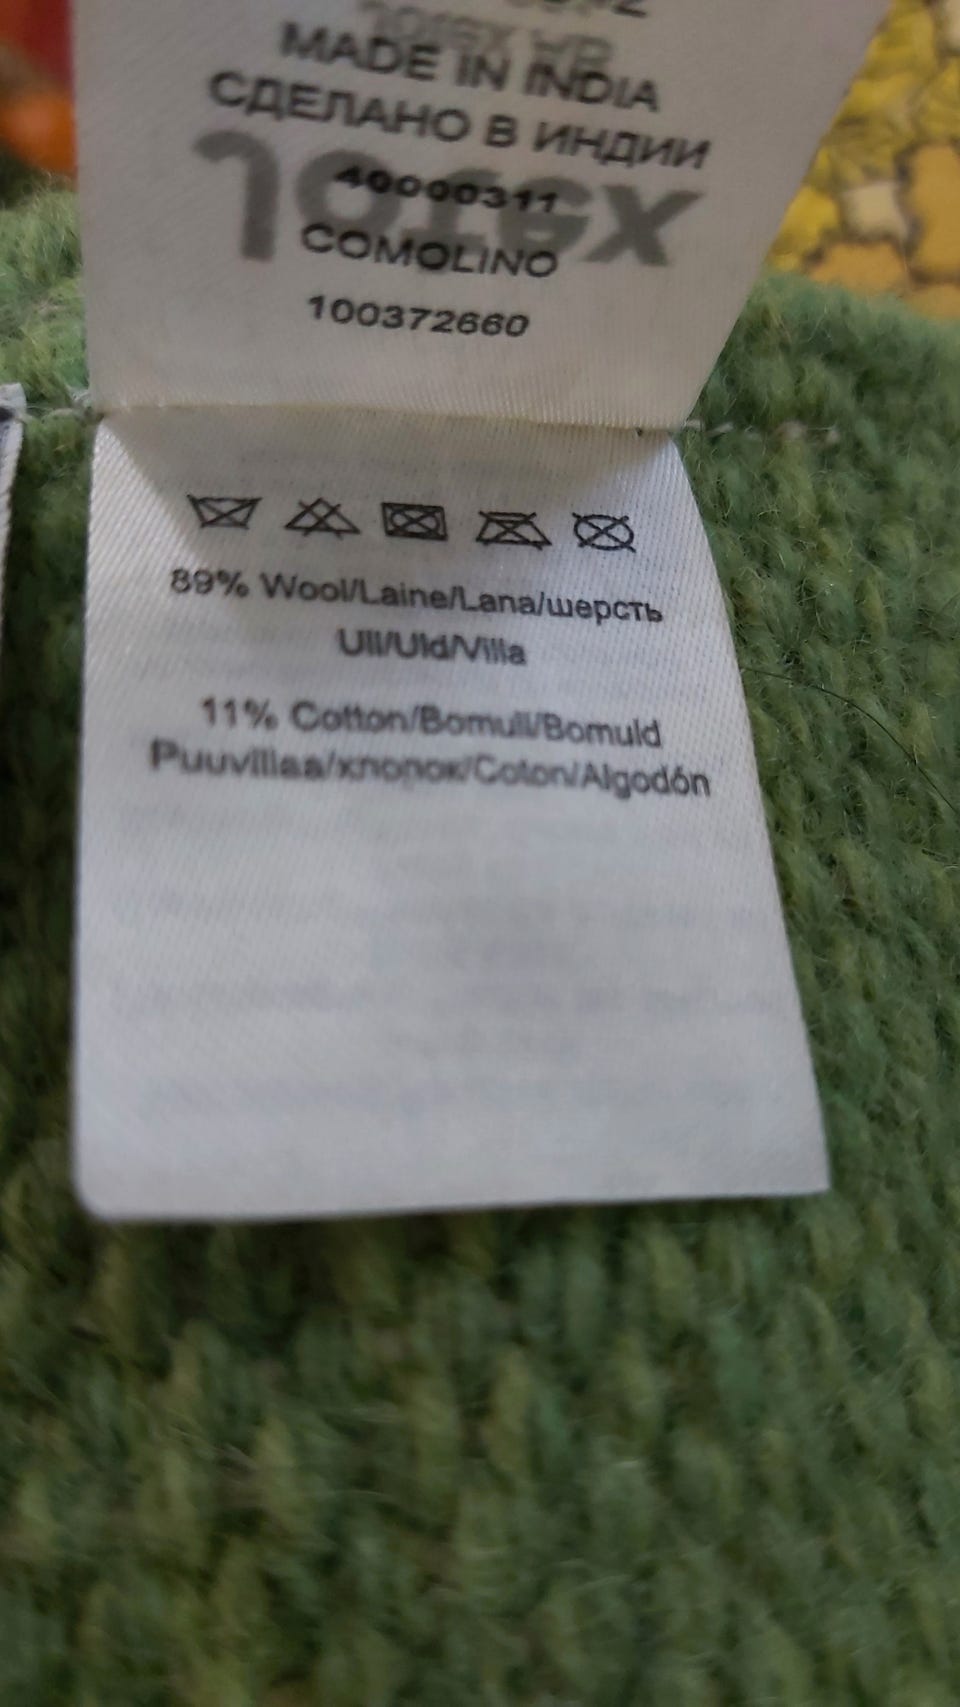 MADE IN INDIA
СДЕЛАНО В ИНДИИ
40000311
COMOLINO
100372660
89% Wool/Laine/Lana/шерсть
Ull/Uld/Villa
11% Cotton/Bomull/Bomuld
Puuvillaa/хлопок/Coton/Algodón